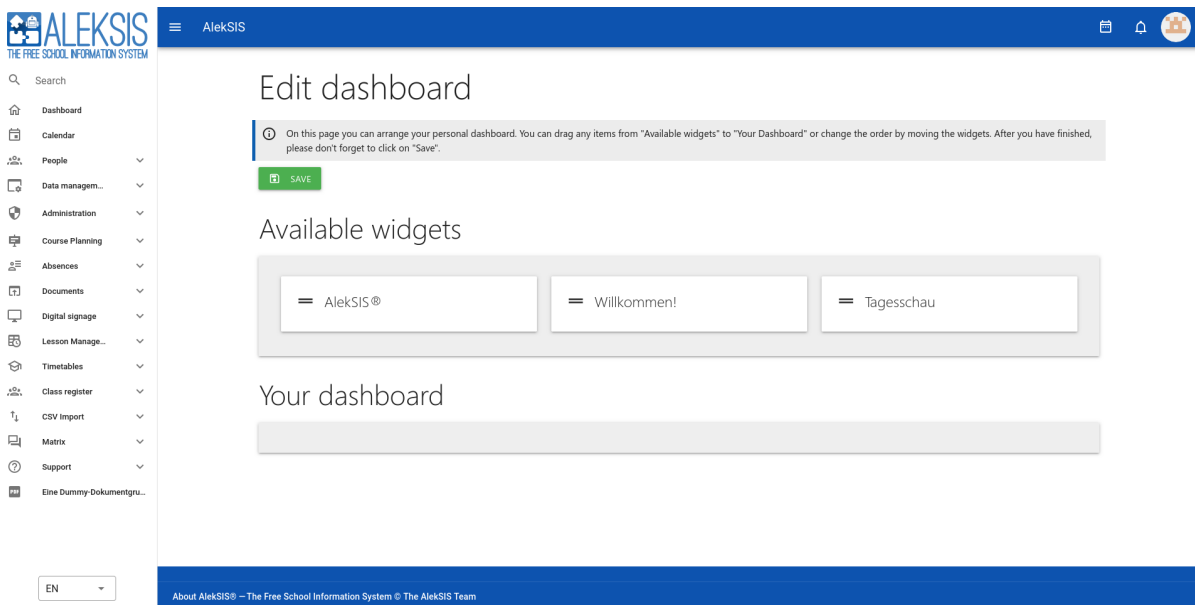 ALEKSIS
THE FREE SCHOOL INFORMATION SYSTEM
AlekSIS
Search
Dashboard
Calendar
People
Data managem...
Administration
Course Planning
Absences
Documents
Digital signage
Lesson Manage...
Timetables
Class register
CSV Import
Matrix
Support
PDF
Eine Dummy-Dokumentgru...
EN
Edit dashboard
On this page you can arrange your personal dashboard. You can drag any items from "Available widgets" to "Your Dashboard" or change the order by moving the widgets. After you have finished,
please don't forget to click on "Save".
SAVE
Available widgets
AlekSIS®
Willkommen!
Tagesschau
Your dashboard
About AlekSIS® — The Free School Information System © The AlekSIS Team